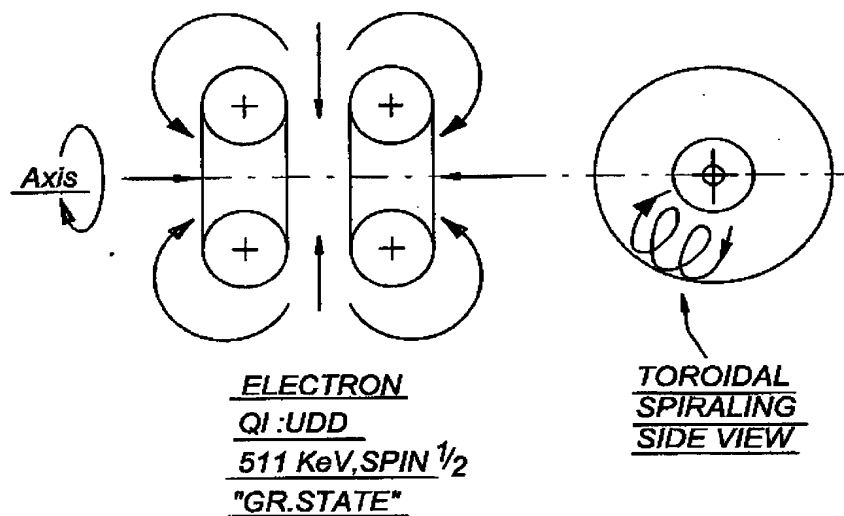 Axis
ELECTRON
QI :UDD
511 KeV,SPIN 1/2
"GR.STATE"
TOROIDAL
SPIRALING
SIDE VIEW